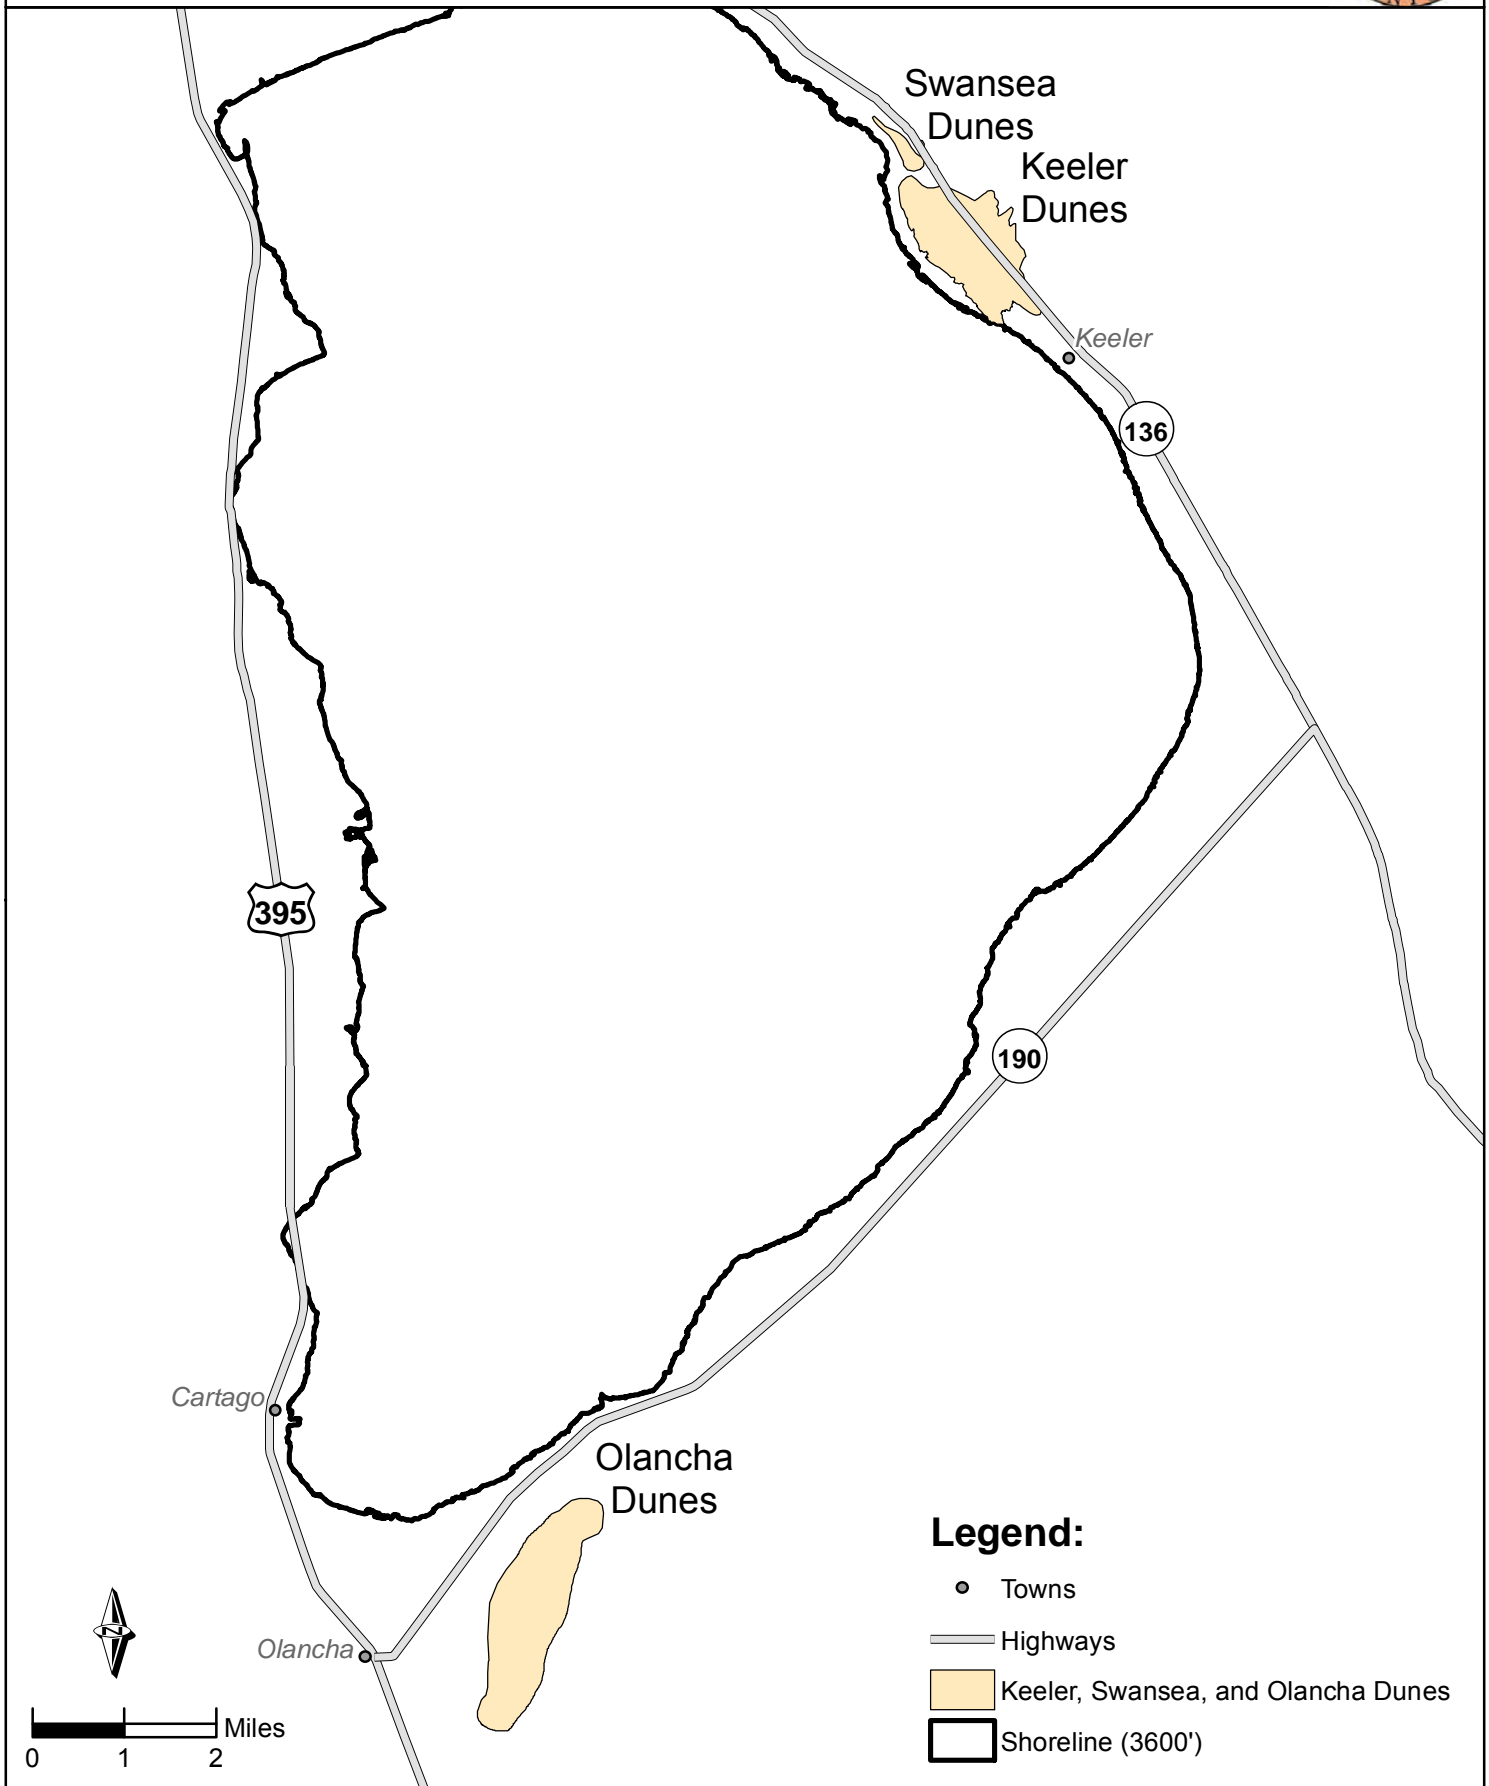 Swansea
Dunes
Keeler
Dunes
Keeler
136
395
190
Cartago
Olancha
Dunes
Olancha
N
Miles
0 1 2
Legend:
Towns
Highways
Keeler, Swansea, and Olancha Dunes
Shoreline (3600')